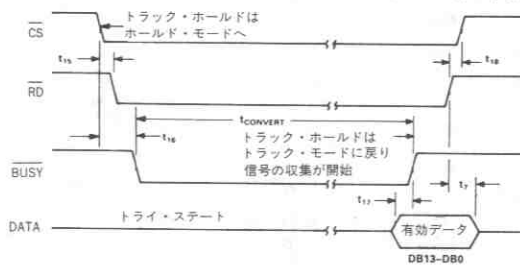 CS
トラック・ホールドは
ホールド・モードへ
t15
t18
RD
tCONVERT
t16
トラック・ホールドは
トラック・モードに戻り
信号の収集が開始
BUSY
t17
t7
DATA
トライ・ステート
有効データ
DB13–DB0